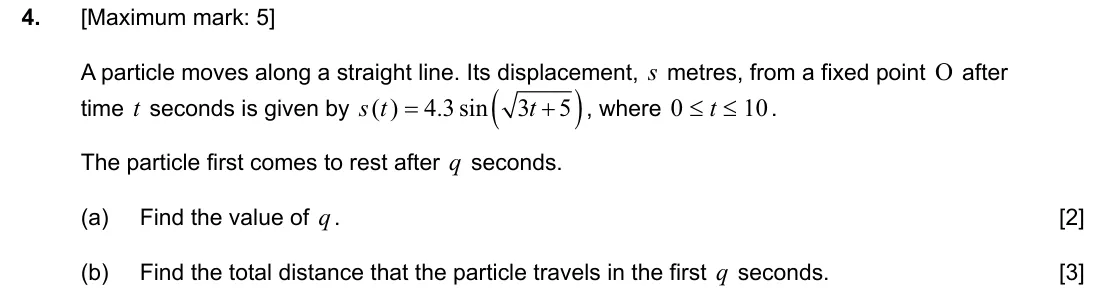 4. [Maximum mark: 5]
A particle moves along a straight line. Its displacement, s metres, from a fixed point O after
time t seconds is given by s(t) = 4.3 sin(√(3t + 5)), where 0 ≤ t ≤ 10.
The particle first comes to rest after q seconds.
(a) Find the value of q. [2]
(b) Find the total distance that the particle travels in the first q seconds. [3]